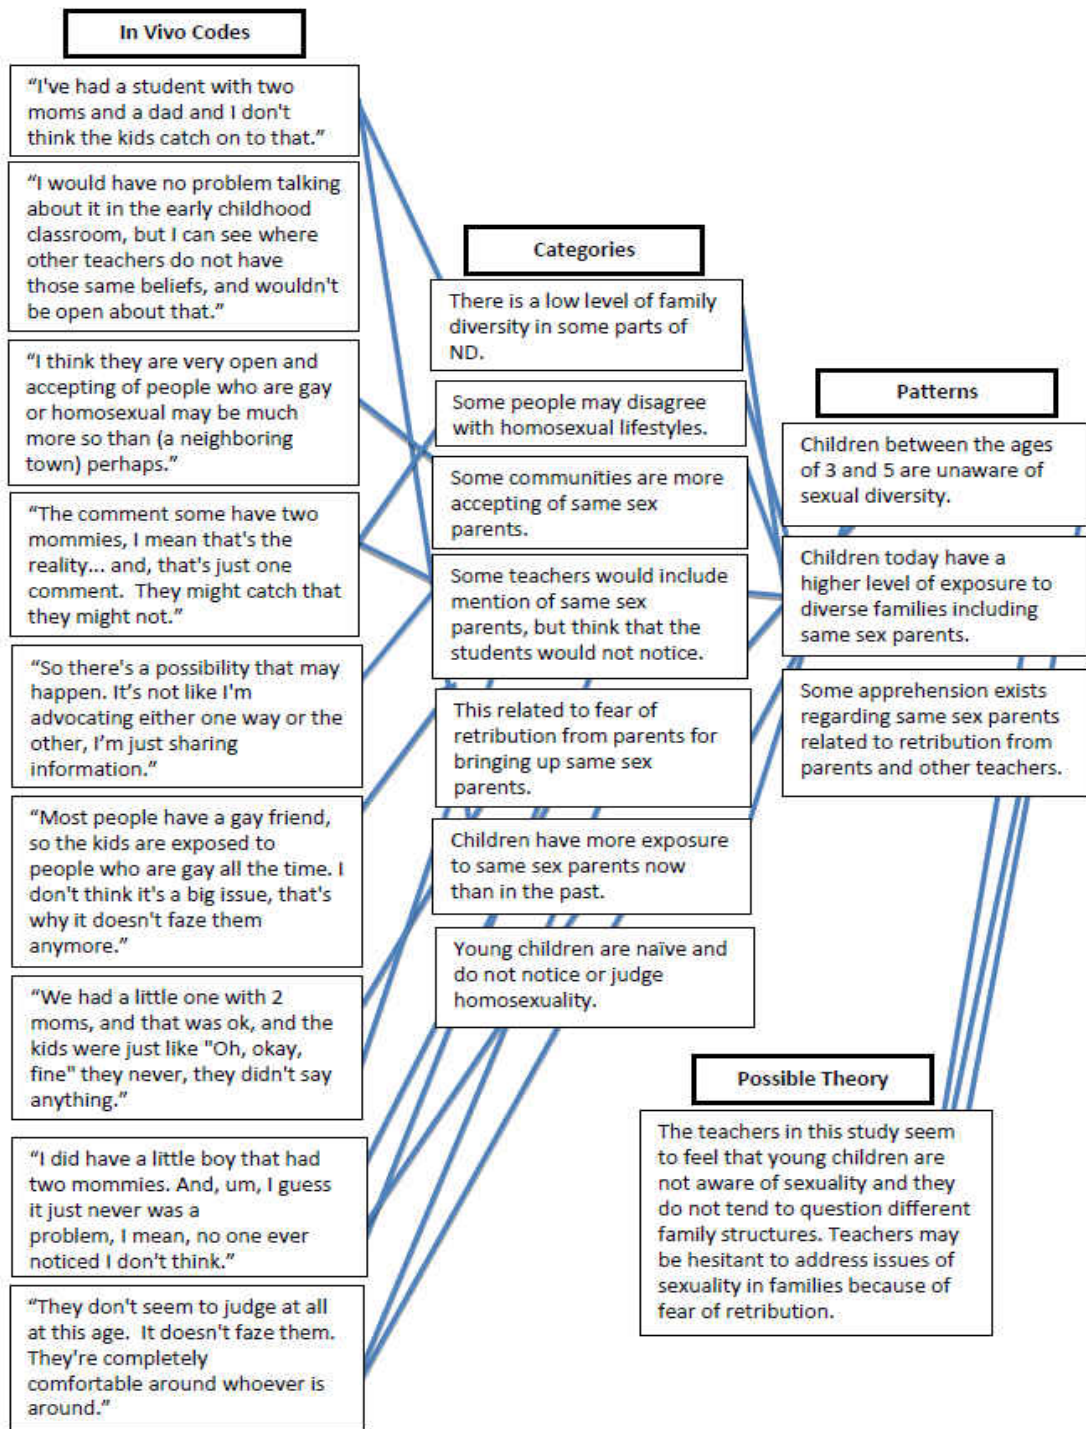 In Vivo Codes
“I've had a student with two
moms and a dad and I don't
think the kids catch on to that.”
“I would have no problem talking
about it in the early childhood
classroom, but I can see where
other teachers do not have
those same beliefs, and wouldn't
be open about that.”
“I think they are very open and
accepting of people who are gay
or homosexual may be much
more so than (a neighboring
town) perhaps.”
“The comment some have two
mommies, I mean that's the
reality... and, that's just one
comment.  They might catch that
they might not.”
“So there's a possibility that may
happen. It’s not like I'm
advocating either one way or the
other, I’m just sharing
information.”
“Most people have a gay friend,
so the kids are exposed to
people who are gay all the time. I
don't think it's a big issue, that's
why it doesn't faze them
anymore.”
“We had a little one with 2
moms, and that was ok, and the
kids were just like "Oh, okay,
fine" they never, they didn't say
anything.”
“I did have a little boy that had
two mommies. And, um, I guess
it just never was a
problem, I mean, no one ever
noticed I don't think.”
“They don't seem to judge at all
at this age.  It doesn't faze them.
They're completely
comfortable around whoever is
around.”
Categories
There is a low level of family
diversity in some parts of
ND.
Some people may disagree
with homosexual lifestyles.
Some communities are more
accepting of same sex
parents.
Some teachers would include
mention of same sex
parents, but think that the
students would not notice.
This related to fear of
retribution from parents for
bringing up same sex
parents.
Children have more exposure
to same sex parents now
than in the past.
Young children are naïve and
do not notice or judge
homosexuality.
Patterns
Children between the ages
of 3 and 5 are unaware of
sexual diversity.
Children today have a
higher level of exposure to
diverse families including
same sex parents.
Some apprehension exists
regarding same sex parents
related to retribution from
parents and other teachers.
Possible Theory
The teachers in this study seem
to feel that young children are
not aware of sexuality and they
do not tend to question different
family structures. Teachers may
be hesitant to address issues of
sexuality in families because of
fear of retribution.